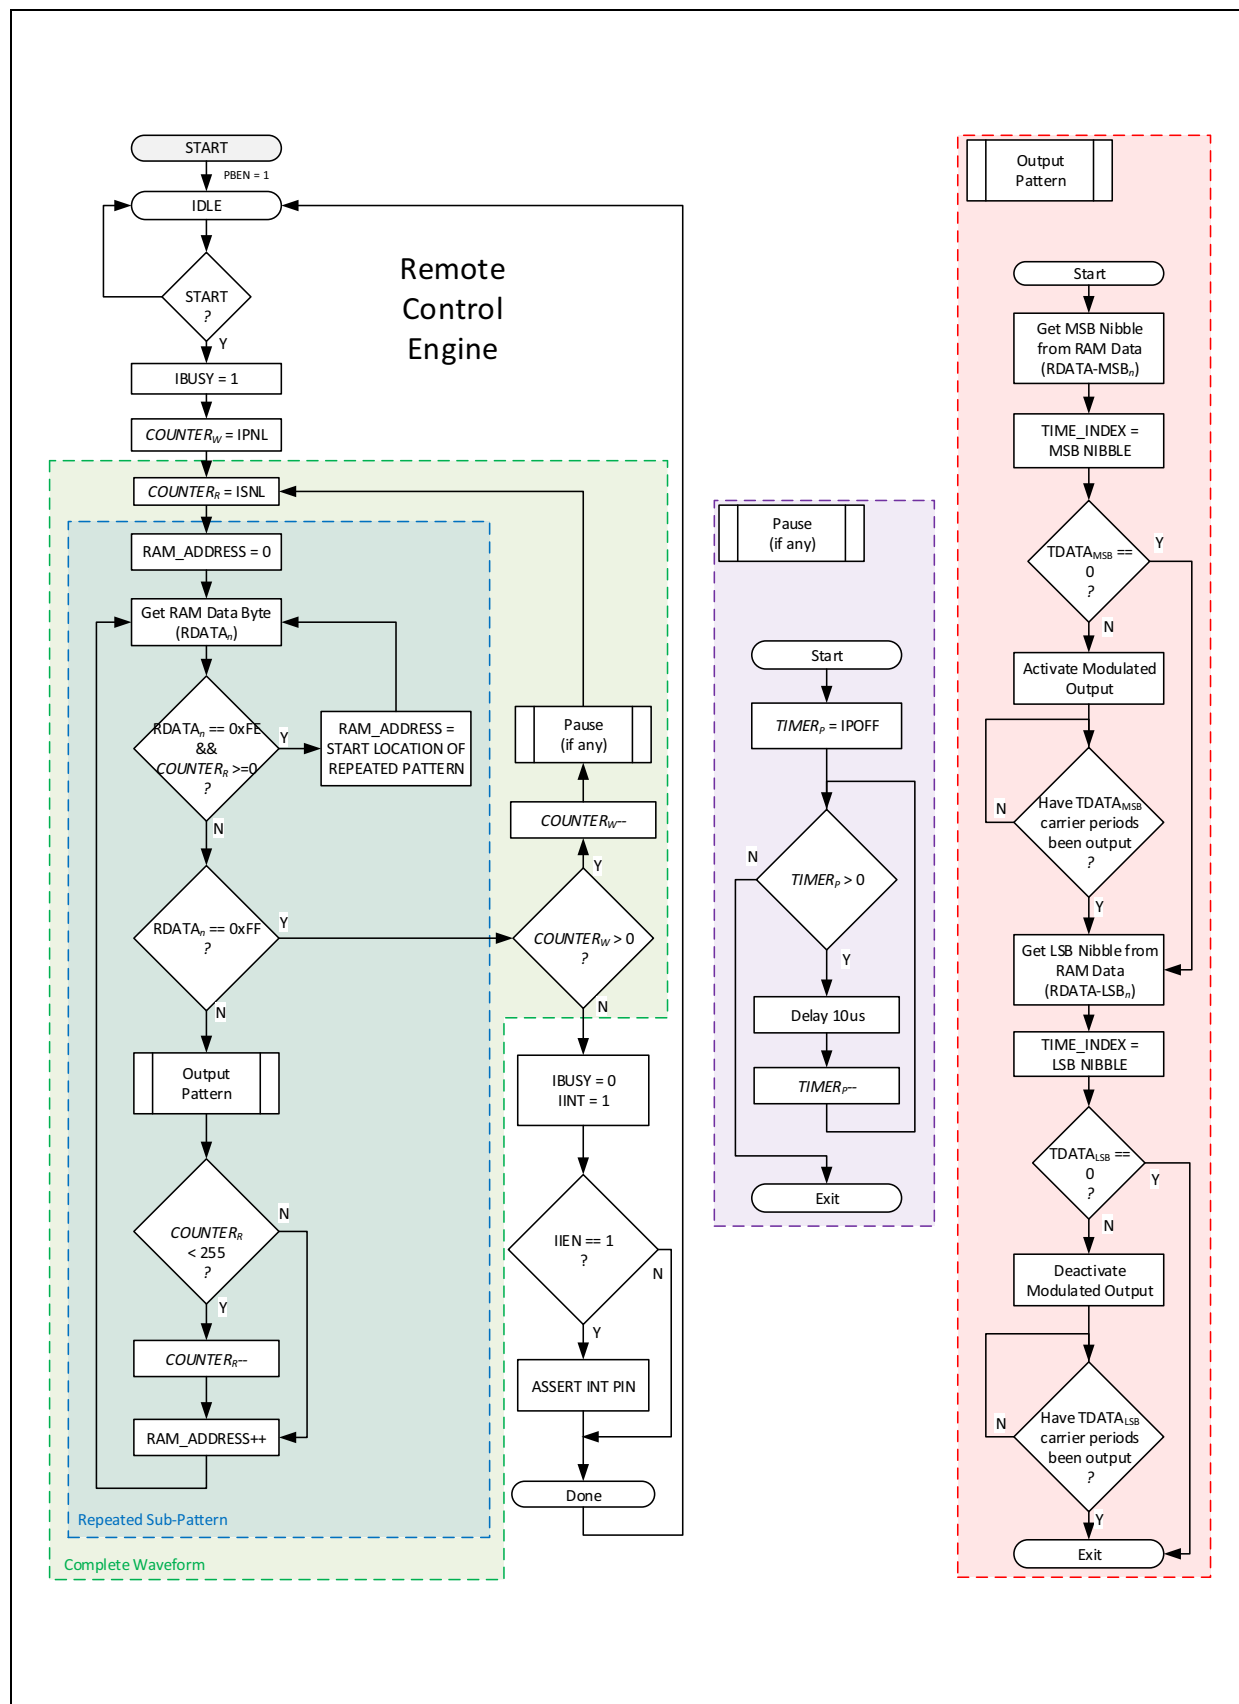 START
PBEN = 1
IDLE
START
?
Y
IBUSY = 1
COUNTERW = IPNL
COUNTERR = ISNL
RAM_ADDRESS = 0
Get RAM Data Byte
(RDATAn)
RDATAn == 0xFE
&&
COUNTERR >=0
?
Y
N
RAM_ADDRESS =
START LOCATION OF
REPEATED PATTERN
RDATAn == 0xFF
?
Y
N
Output
Pattern
COUNTERR
< 255
?
N
Y
COUNTERR--
RAM_ADDRESS++
Repeated Sub-Pattern
Complete Waveform
Remote
Control
Engine
Pause
(if any)
COUNTERW--
Y
COUNTERW > 0
?
N
IBUSY = 0
IINT = 1
IIEN == 1
?
N
Y
ASSERT INT PIN
Done
Pause
(if any)
Start
TIMERP = IPOFF
N
TIMERP > 0
Y
Delay 10us
TIMERP--
Exit
Output
Pattern
Start
Get MSB Nibble
from RAM Data
(RDATA-MSBn)
TIME_INDEX =
MSB NIBBLE
TDATAMSB ==
0
?
Y
N
Activate Modulated
Output
Have TDATAMSB
carrier periods
been output
?
N
Y
Get LSB Nibble from
RAM Data
(RDATA-LSBn)
TIME_INDEX =
LSB NIBBLE
TDATALSB ==
0
?
Y
N
Deactivate
Modulated Output
Have TDATALSB
carrier periods
been output
?
N
Y
Exit